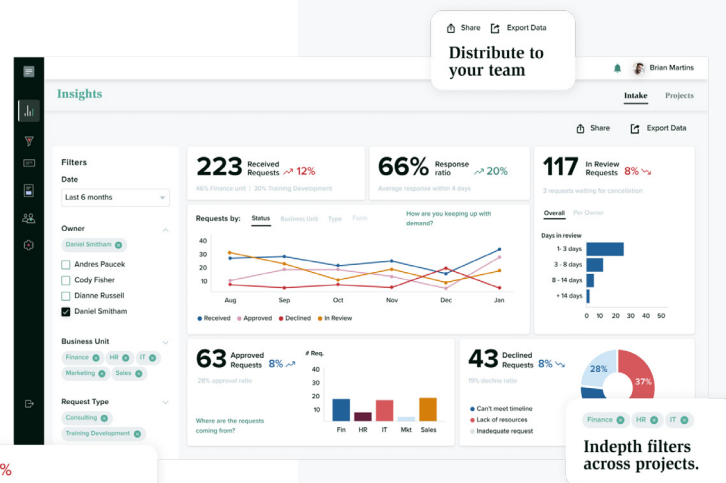 Share
Export Data
Distribute to
your team
Brian Martins
Insights
Intake
Projects
Share
Export Data
Filters
Date
Last 6 months
Owner
Daniel Smitham
Andres Paucek
Cody Fisher
Dianne Russell
Daniel Smitham
Business Unit
Finance
HR
IT
Marketing
Sales
Request Type
Consulting
Training Development
223 Received
Requests
12%
46% Finance unit | 20% Training Development
66% Response
ratio
20%
Average response within 4 days
117 In Review
Requests
8%
3 requests waiting for cancellation
Requests by:
Status
Business Unit
Type
Form
How are you keeping up with
demand?
40
30
20
10
Aug
Sep
Oct
Nov
Dec
Jan
Received
Approved
Declined
In Review
Overall
Per Owner
Days in review
1- 3 days
3 - 8 days
8 - 14 days
+ 14 days
0 10 20 30 40 50
63 Approved
Requests
8%
28% approval ratio
Where are the requests
coming from?
# Req.
40
30
20
10
Fin
HR
IT
Mkt
Sales
43 Declined
Requests
8%
19% decline ratio
Can't meet timeline
Lack of resources
Inadequate request
28%
37%
Finance
HR
IT
Indepth filters
across projects.
%